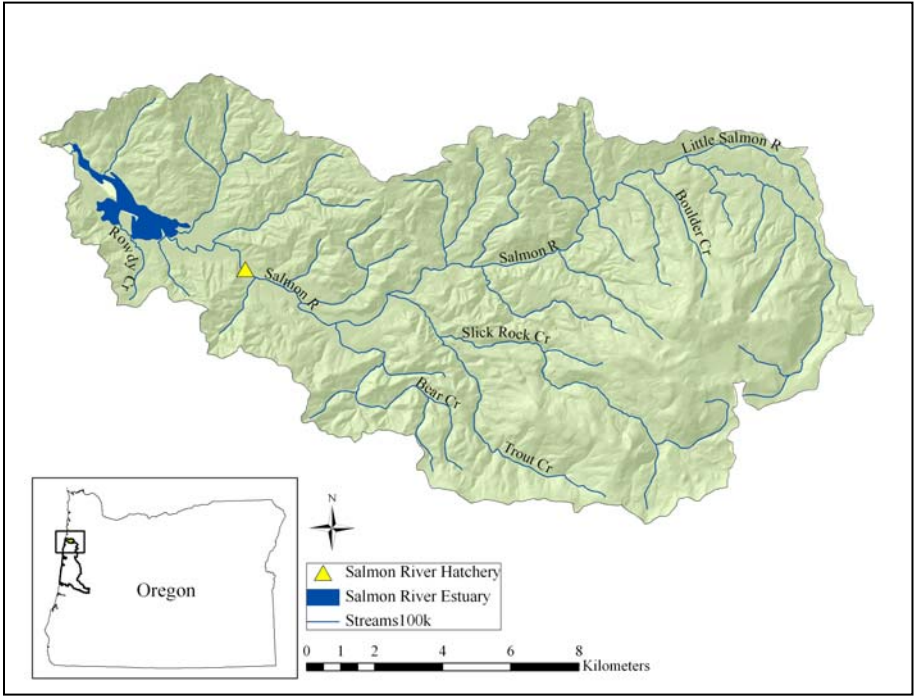 Little Salmon R
Boulder Cr
Salmon R
Rowdy Cr
Salmon R
Slick Rock Cr
Bear Cr
Trout Cr
N
Oregon
Salmon River Hatchery
Salmon River Estuary
Streams100k
0 1 2 4 6 8
Kilometers